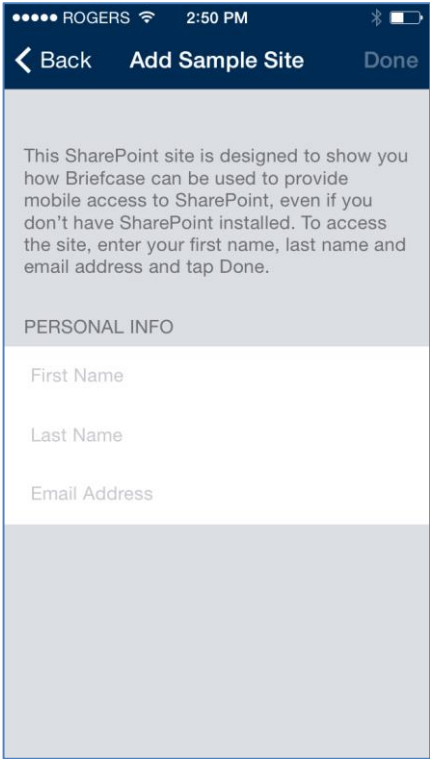 ROGERS 2:50 PM
Back Add Sample Site Done
This SharePoint site is designed to show you
how Briefcase can be used to provide
mobile access to SharePoint, even if you
don’t have SharePoint installed. To access
the site, enter your first name, last name and
email address and tap Done.
PERSONAL INFO
First Name
Last Name
Email Address